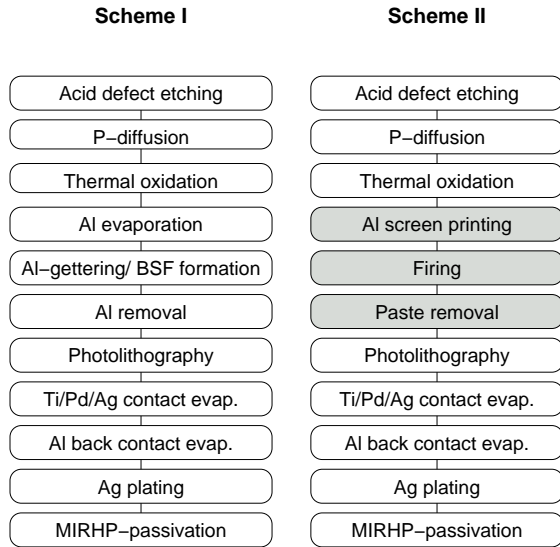 Scheme I
Acid defect etching
P−diffusion
Thermal oxidation
Al evaporation
Al−gettering/ BSF formation
Al removal
Photolithography
Ti/Pd/Ag contact evap.
Al back contact evap.
Ag plating
MIRHP−passivation
Scheme II
Acid defect etching
P−diffusion
Thermal oxidation
Al screen printing
Firing
Paste removal
Photolithography
Ti/Pd/Ag contact evap.
Al back contact evap.
Ag plating
MIRHP−passivation